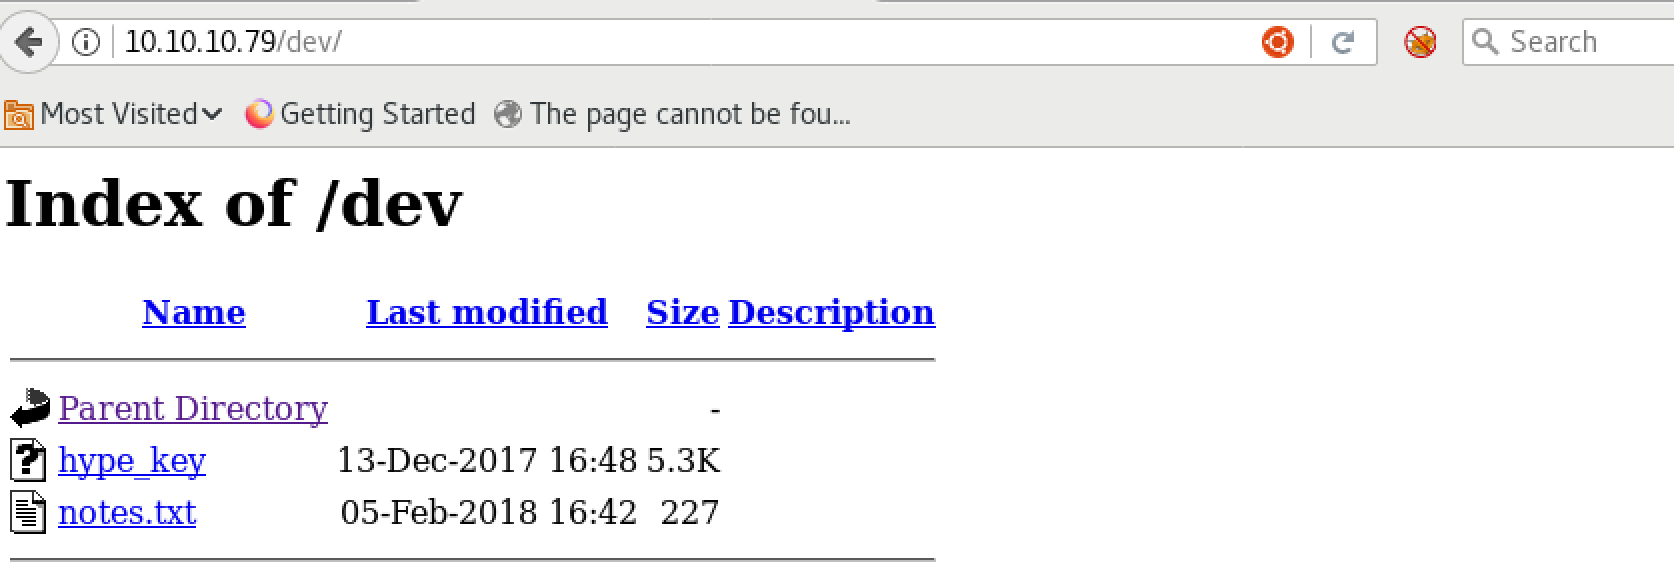 10.10.10.79/dev/ Search
Most Visited Getting Started The page cannot be fou...
Index of /dev
Name Last modified Size Description
Parent Directory -
hype_key 13-Dec-2017 16:48 5.3K
notes.txt 05-Feb-2018 16:42 227